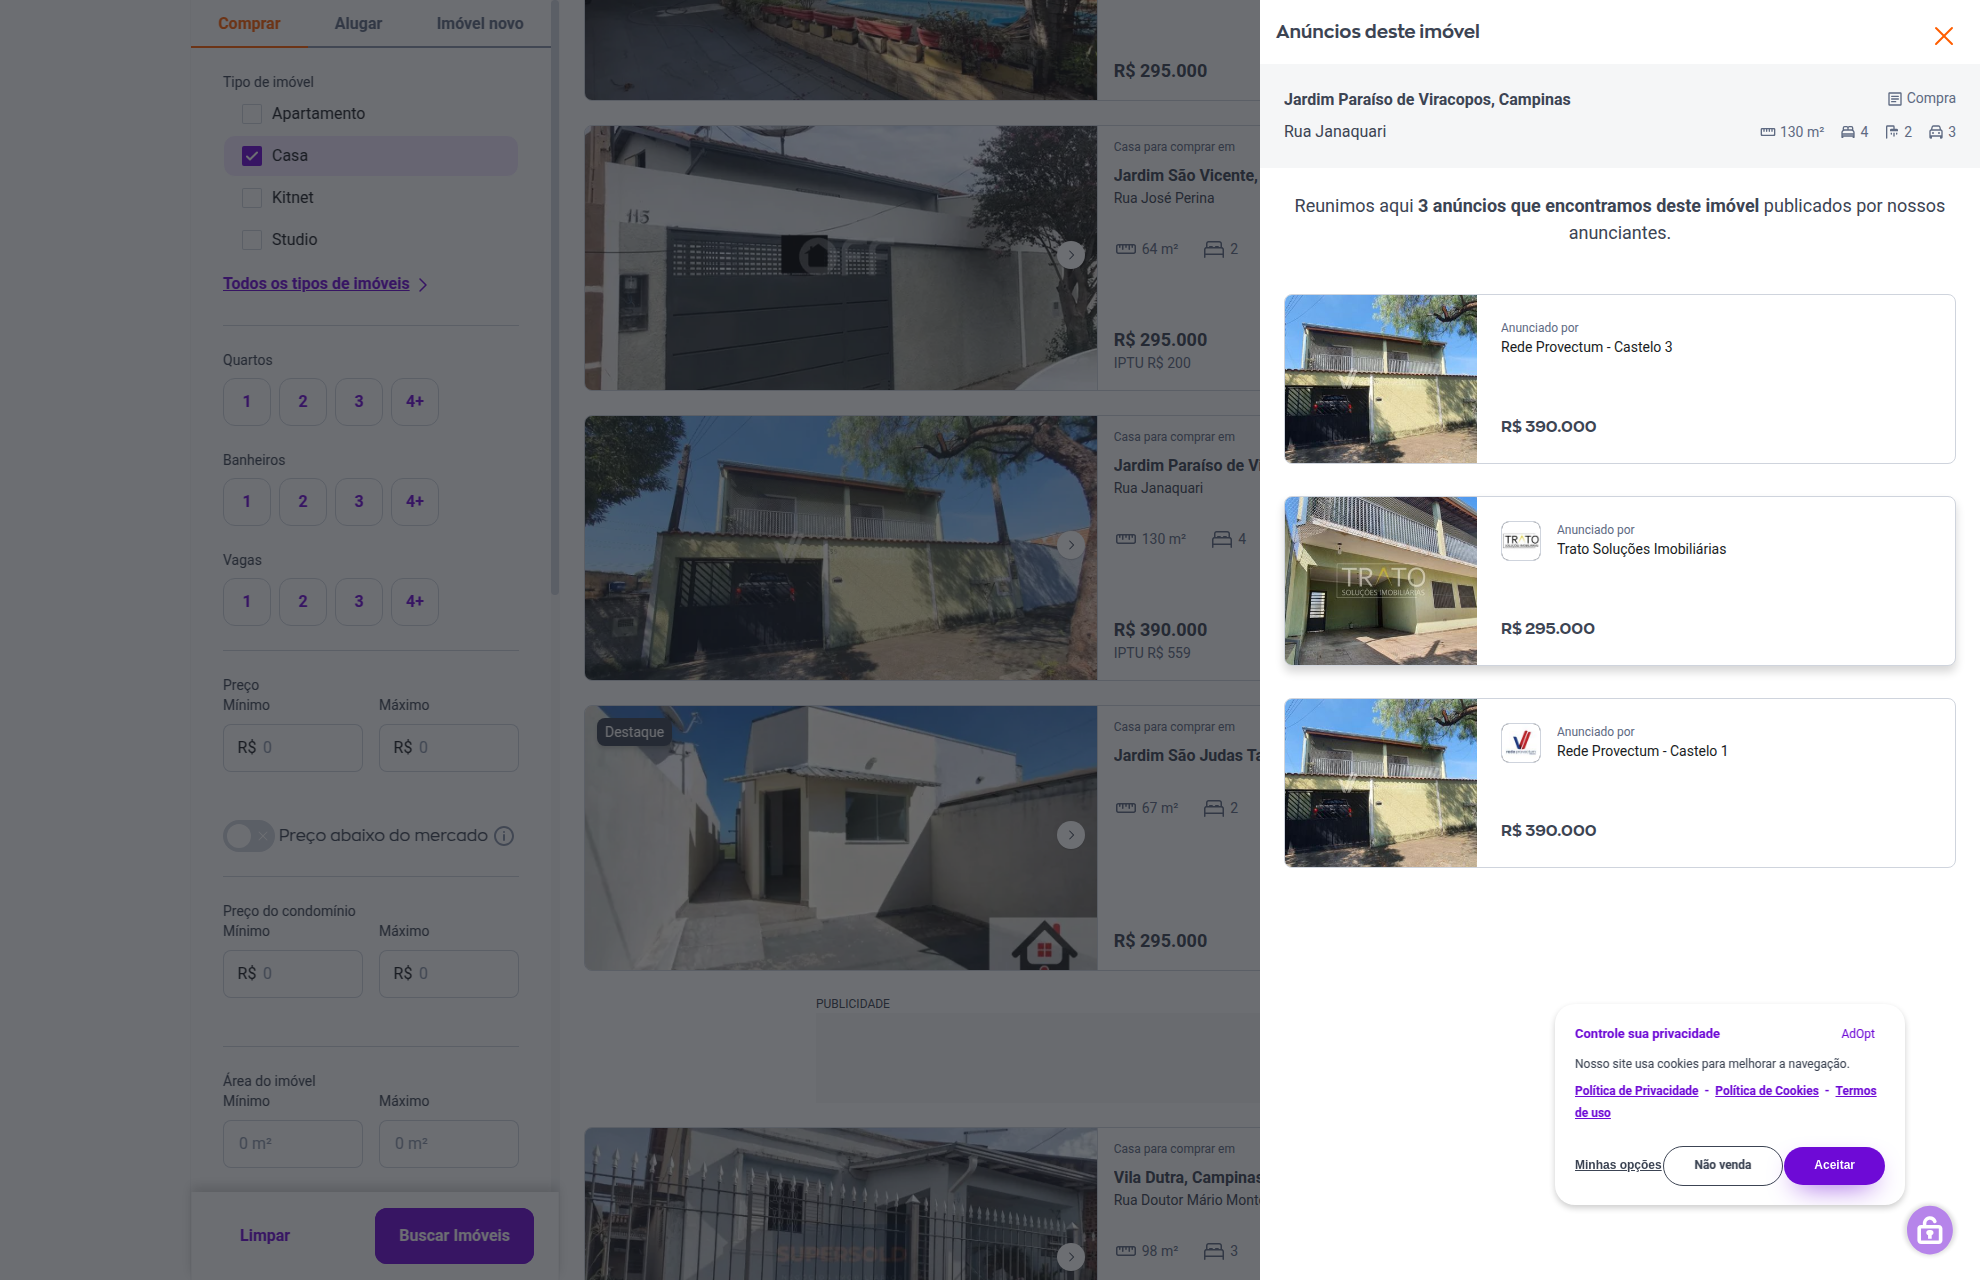 Comprar
Alugar
Imóvel novo
Tipo de imóvel
Apartamento
Casa
Kitnet
Studio
Todos os tipos de imóveis
Quartos
1 2 3 4+
Banheiros
1 2 3 4+
Vagas
1 2 3 4+
Preço
Mínimo Máximo
R$ 0 R$ 0
Preço abaixo do mercado
Preço do condomínio
Mínimo Máximo
R$ 0 R$ 0
Área do imóvel
Mínimo Máximo
0 m² 0 m²
Limpar
Buscar Imóveis
R$ 295.000
113
Casa para comprar em
Jardim São Vicente,
Rua José Perina
64 m² 2
R$ 295.000
IPTU R$ 200
Casa para comprar em
Jardim Paraíso de V
Rua Janaquari
130 m² 4
R$ 390.000
IPTU R$ 559
Destaque
Casa para comprar em
Jardim São Judas Ta
67 m² 2
R$ 295.000
PUBLICIDADE
SUPERSOLD
Casa para comprar em
Vila Dutra, Campinas
Rua Doutor Mário Mont
98 m² 3
Anúncios deste imóvel
Jardim Paraíso de Viracopos, Campinas
Compra
Rua Janaquari
130 m² 4 2 3
Reunimos aqui 3 anúncios que encontramos deste imóvel publicados por nossos
anunciantes.
Anunciado por
Rede Provectum - Castelo 3
R$ 390.000
TRATO
SOLUÇÕES IMOBILIÁRIAS
TRATO
Anunciado por
Trato Soluções Imobiliárias
R$ 295.000
Anunciado por
Rede Provectum - Castelo 1
R$ 390.000
Controle sua privacidade
AdOpt
Nosso site usa cookies para melhorar a navegação.
Política de Privacidade - Política de Cookies - Termos
de uso
Minhas opções
Não venda
Aceitar